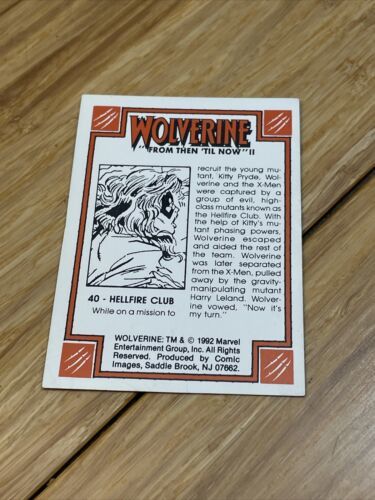 WOLVERINE
"FROM THEN 'TIL NOW" II
40 - HELLFIRE CLUB
While on a mission to
recruit the young mu-
tant, Kitty Pryde, Wol-
verine and the X-Men
were captured by a
group of evil, high-
class mutants known as
the Hellfire Club. With
the help of Kitty's mu-
tant phasing powers,
Wolverine escaped
and aided the rest of
the team. Wolverine
was later separated
from the X-Men, pulled
away by the gravity-
manipulating mutant
Harry Leland. Wolver-
ine vowed, "Now it's
my turn."
WOLVERINE: TM & © 1992 Marvel
Entertainment Group, Inc. All Rights
Reserved. Produced by Comic
Images, Saddle Brook, NJ 07662.